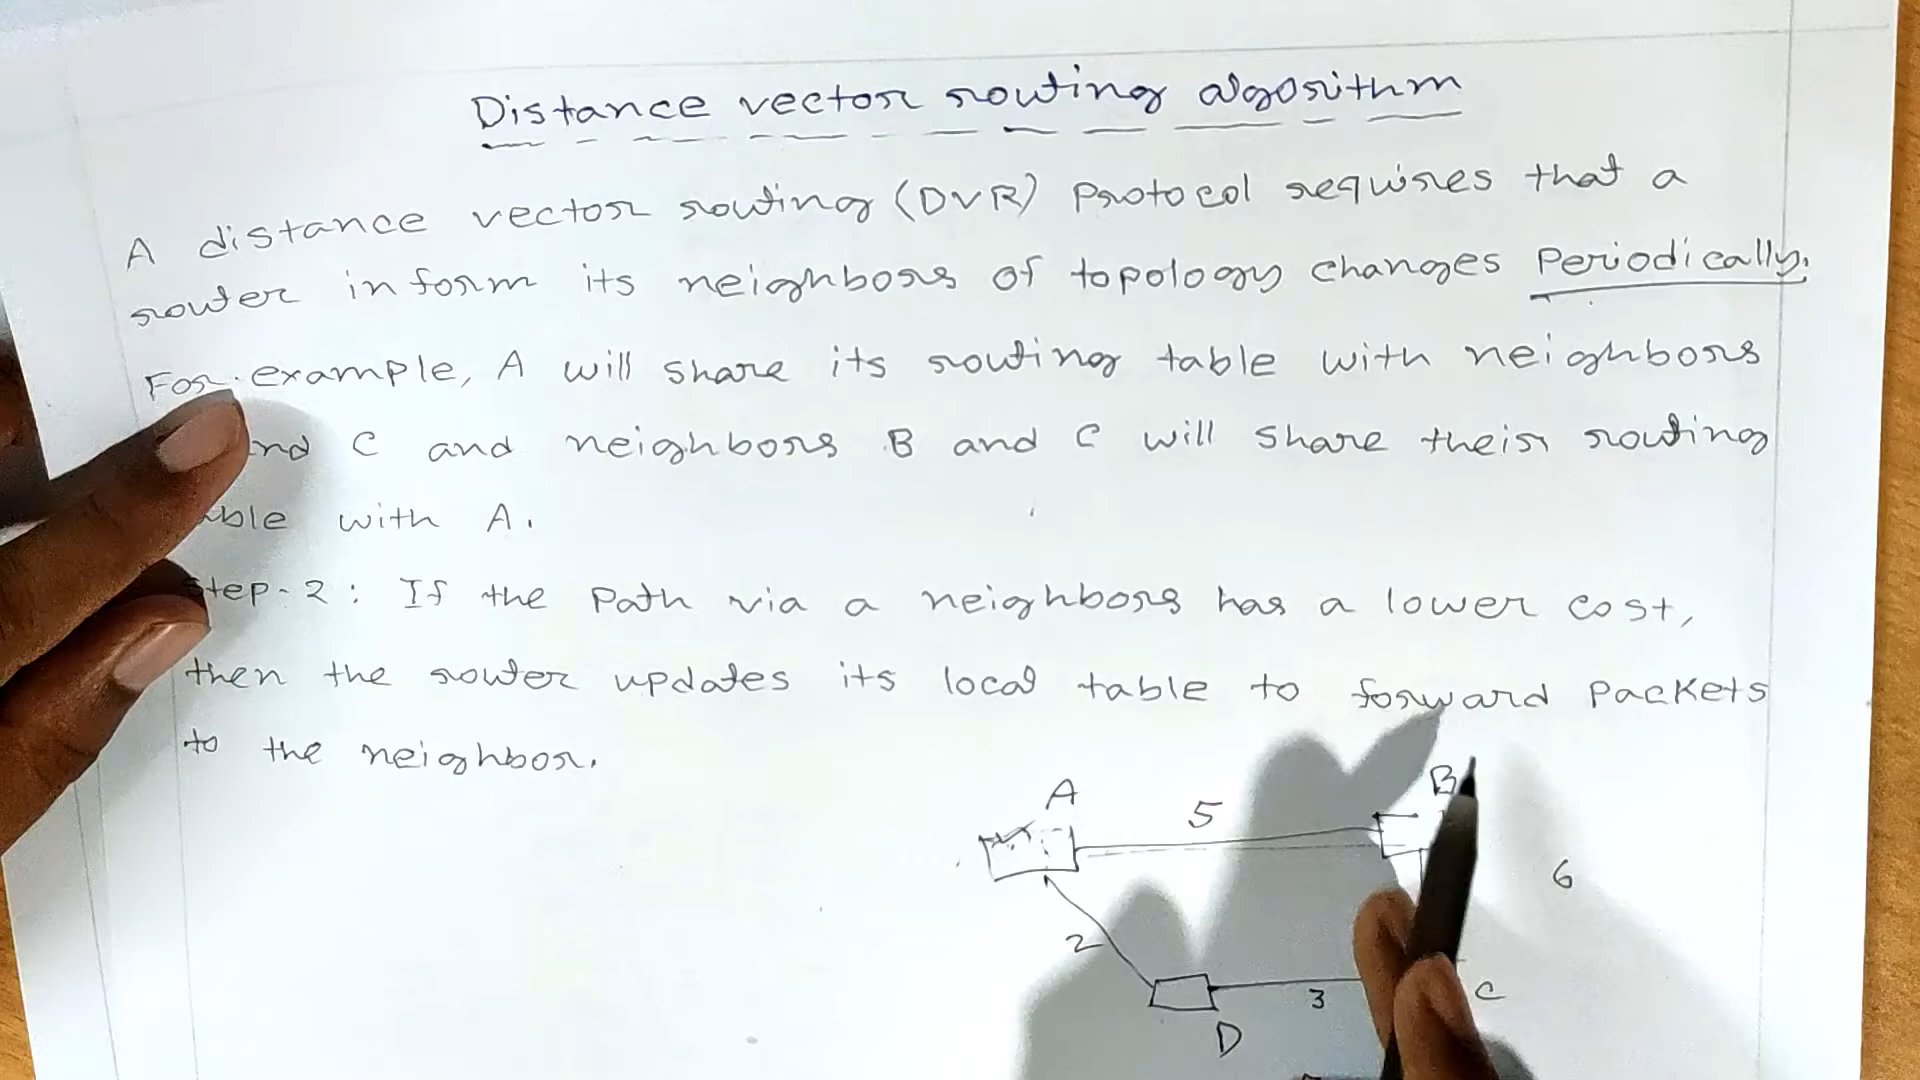 Distance vector routing algorithm
A distance vector routing (DVR) Protocol requires that a
router inform its neighbors of topology changes Periodically.
For example, A will share its routing table with neighbors
nd C and neighbors B and C will share their routing
ble with A.
tep-2: If the Path via a neighbors has a lower cost,
then the router updates its local table to forward Packets
to the neighbor.
A
5
B
6
2
3
C
D